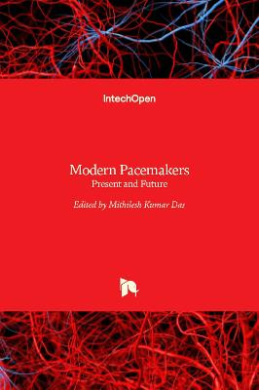 IntechOpen
Modern Pacemakers
Present and Future
Edited by Mithilesh Kumar Das